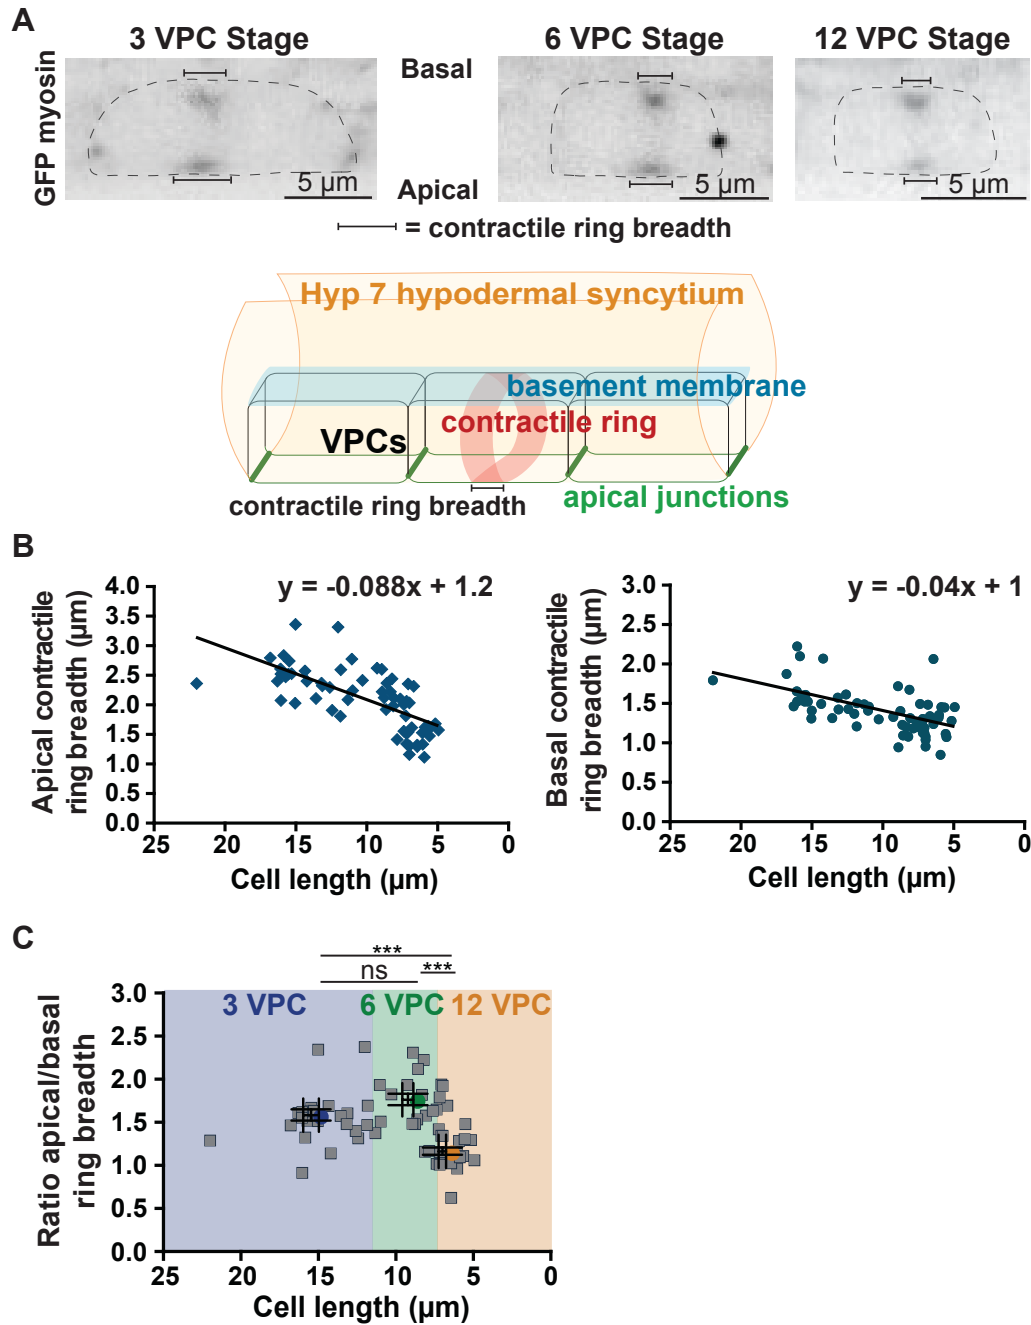 A
3 VPC Stage
6 VPC Stage
12 VPC Stage
GFP myosin
Basal
Apical
5 µm
5 µm
5 µm
= contractile ring breadth
Hyp 7 hypodermal syncytium
basement membrane
contractile ring
VPCs
contractile ring breadth
apical junctions
B
y = -0.088x + 1.2
Apical contractile
ring breadth (µm)
4.0
3.5
3.0
2.5
2.0
1.5
1.0
0.5
0.0
25 20 15 10 5 0
Cell length (µm)
y = -0.04x + 1
Basal contractile
ring breadth (µm)
3.0
2.5
2.0
1.5
1.0
0.5
0.0
25 20 15 10 5 0
Cell length (µm)
C
***
ns
***
3 VPC
6 VPC
12 VPC
Ratio apical/basal
ring breadth
3.0
2.5
2.0
1.5
1.0
0.5
0.0
25 20 15 10 5 0
Cell length (µm)